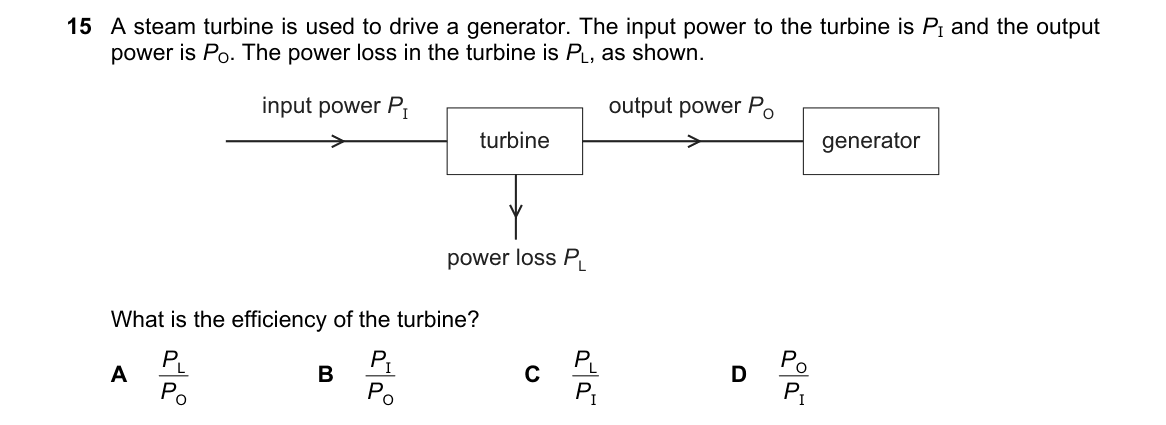 15 A steam turbine is used to drive a generator. The input power to the turbine is P_I and the output
power is P_O. The power loss in the turbine is P_L, as shown.
input power P_I
output power P_O
turbine
generator
power loss P_L
What is the efficiency of the turbine?
A P_L/P_O B P_I/P_O C P_L/P_I D P_O/P_I